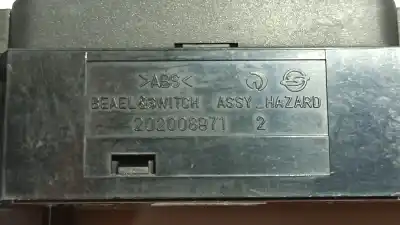 >ABS<
BEAEL&SWITCH ASSY_HAZARD
202006971 2